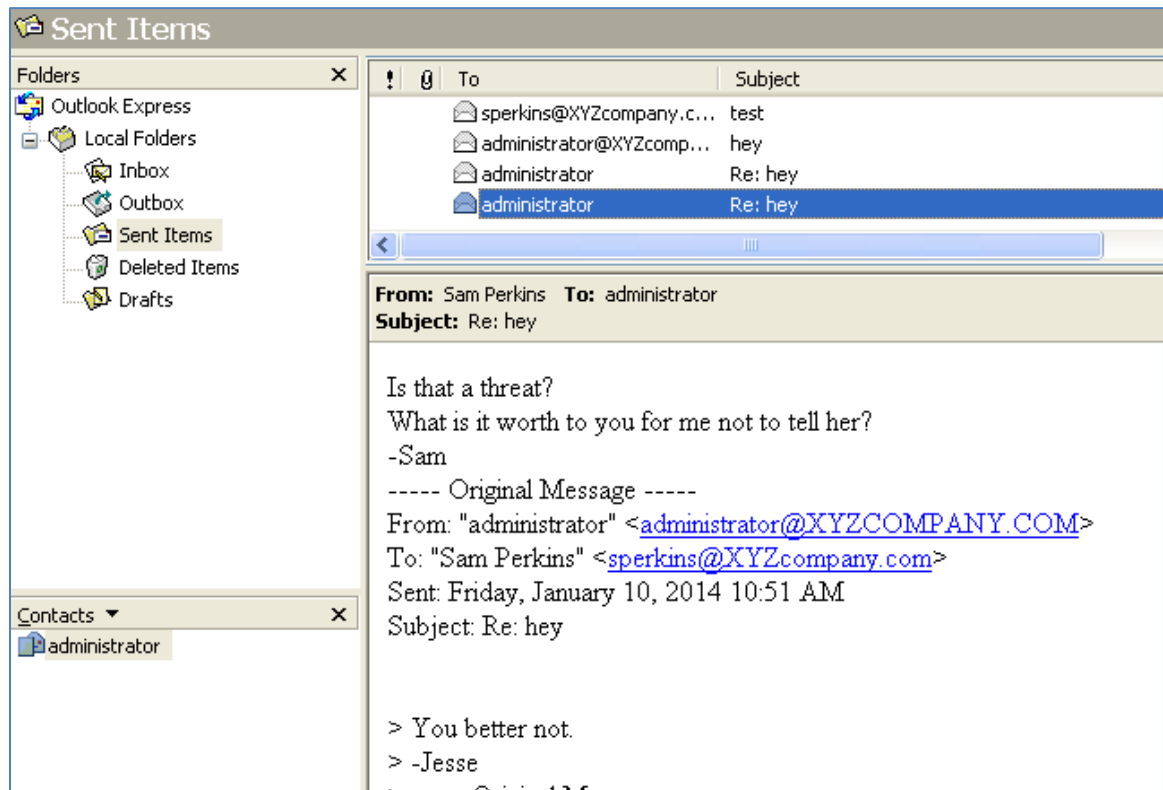 Sent Items
Folders
Outlook Express
Local Folders
Inbox
Outbox
Sent Items
Deleted Items
Drafts
Contacts
administrator
! To Subject
sperkins@XYZcompany.c... test
administrator@XYZcomp... hey
administrator Re: hey
administrator Re: hey
From: Sam Perkins To: administrator
Subject: Re: hey
Is that a threat?
What is it worth to you for me not to tell her?
-Sam
----- Original Message -----
From: "administrator" <administrator@XYZCOMPANY.COM>
To: "Sam Perkins" <sperkins@XYZcompany.com>
Sent: Friday, January 10, 2014 10:51 AM
Subject: Re: hey
> You better not.
> -Jesse